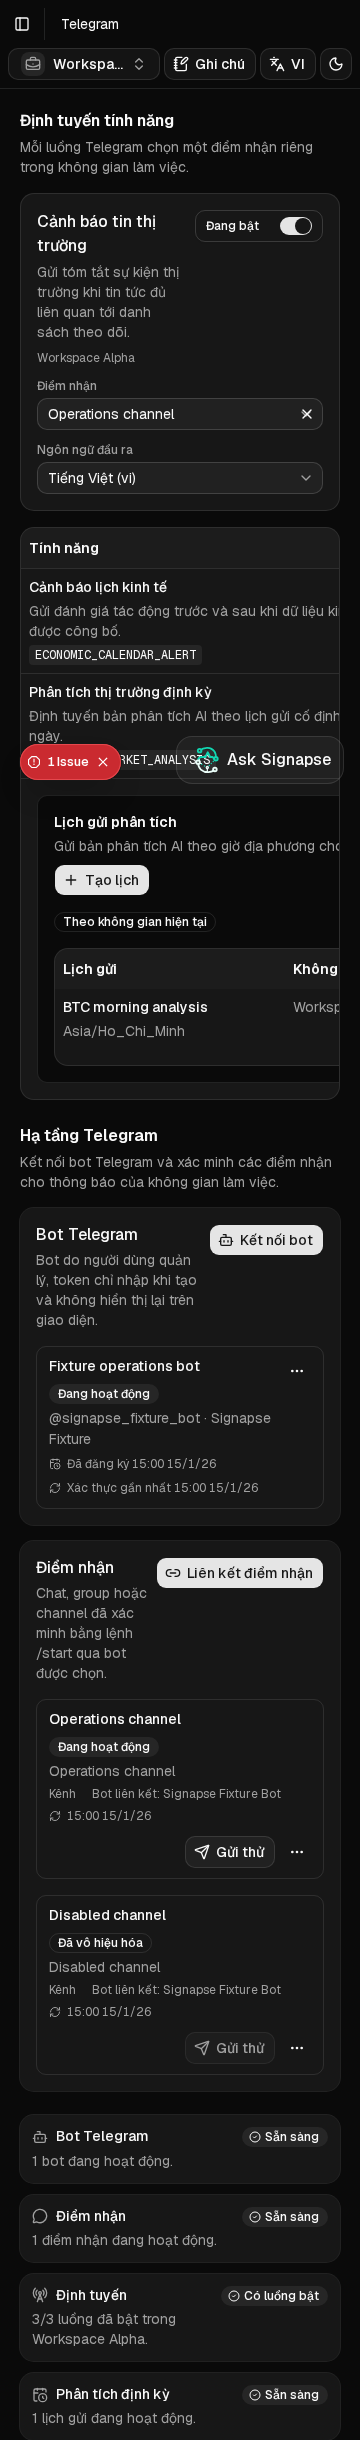 Telegram
Workspa...
Ghi chú
VI
Định tuyến tính năng
Mỗi luồng Telegram chọn một điểm nhận riêng
trong không gian làm việc.
Cảnh báo tin thị
trường
Đang bật
Gửi tóm tắt sự kiện thị
trường khi tin tức đủ
liên quan tới danh
sách theo dõi.
Workspace Alpha
Điểm nhận
Operations channel
Ngôn ngữ đầu ra
Tiếng Việt (vi)
Tính năng
Cảnh báo lịch kinh tế
Gửi đánh giá tác động trước và sau khi dữ liệu
được công bố.
ECONOMIC_CALENDAR_ALERT
Phân tích thị trường định kỳ
Định tuyến bản phân tích AI theo lịch gửi cố định
ngày.
RKET_ANALYSIS
1 Issue
Ask Signapse
Lịch gửi phân tích
Gửi bản phân tích AI theo giờ địa phương
Tạo lịch
Theo không gian hiện tại
Lịch gửi
Không
BTC morning analysis
Worksp
Asia/Ho_Chi_Minh
Hạ tầng Telegram
Kết nối bot Telegram và xác minh các điểm nhận
cho thông báo của không gian làm việc.
Bot Telegram
Kết nối bot
Bot do người dùng quản
lý, token chỉ nhập khi tạo
và không hiển thị lại trên
giao diện.
Fixture operations bot
...
Đang hoạt động
@signapse_fixture_bot · Signapse
Fixture
Đã đăng ký 15:00 15/1/26
Xác thực gần nhất 15:00 15/1/26
Điểm nhận
Liên kết điểm nhận
Chat, group hoặc
channel đã xác
minh bằng lệnh
/start qua bot
được chọn.
Operations channel
Đang hoạt động
Operations channel
Kênh Bot liên kết: Signapse Fixture Bot
15:00 15/1/26
Gửi thử
...
Disabled channel
Đã vô hiệu hóa
Disabled channel
Kênh Bot liên kết: Signapse Fixture Bot
15:00 15/1/26
Gửi thử
...
Bot Telegram
Sẵn sàng
1 bot đang hoạt động.
Điểm nhận
Sẵn sàng
1 điểm nhận đang hoạt động.
Định tuyến
Có luồng bật
3/3 luồng đã bật trong
Workspace Alpha.
Phân tích định kỳ
Sẵn sàng
1 lịch gửi đang hoạt động.